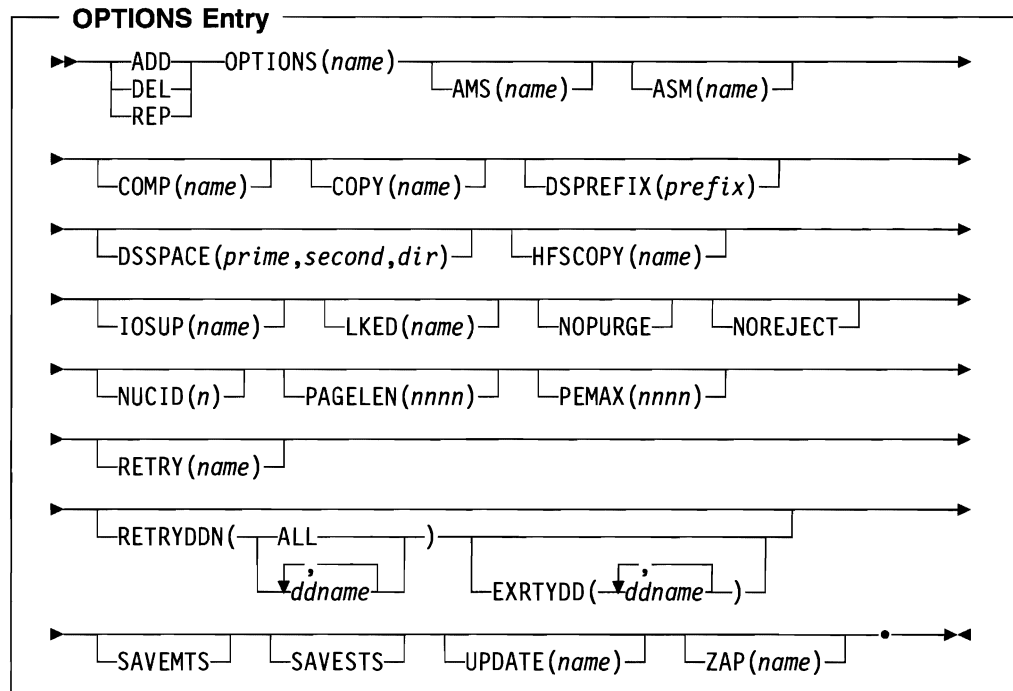 OPTIONS Entry
ADD OPTIONS(name)
DEL AMS(name) ASM(name)
REP
COMP(name) COPY(name) DSPREFIX(prefix)
DSSPACE(prime,second,dir) HFSCOPY(name)
IOSUP(name) LKED(name) NOPURGE NOREJECT
NUCID(n) PAGELEN(nnnn) PEMAX(nnnn)
RETRY(name)
RETRYDDN( ALL )
,
ddname
EXRTYDD( , ddname )
SAVEMTS SAVESTS UPDATE(name) ZAP(name)